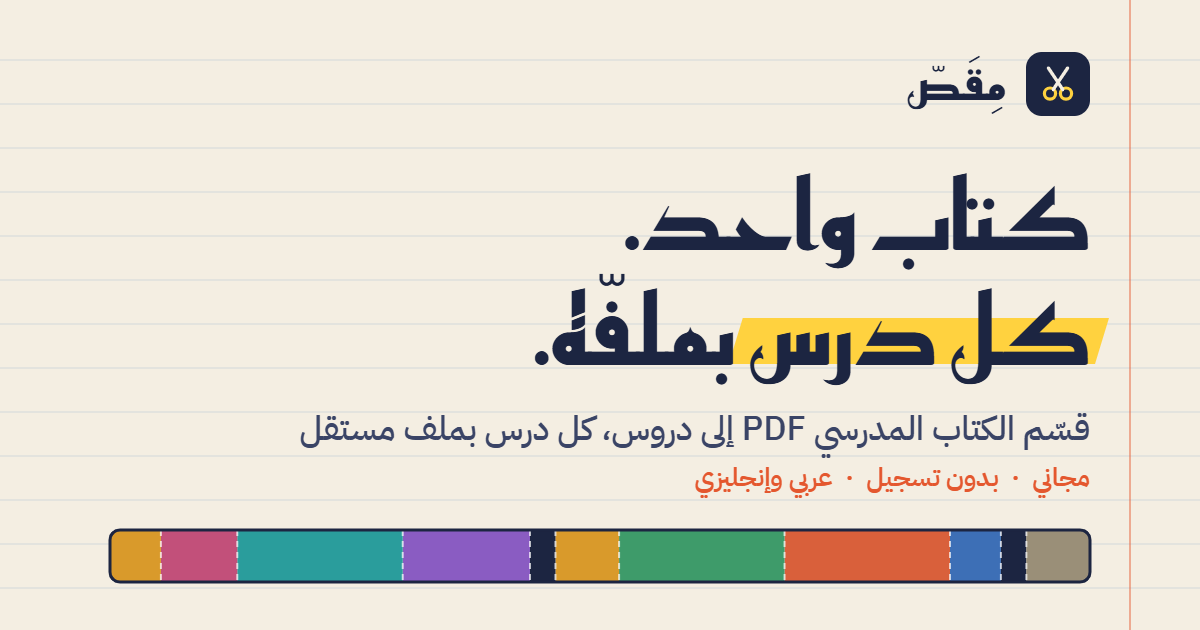 مِقَصّ
كتاب واحد.
كل درس بملفّه.
قسّم الكتاب المدرسي PDF إلى دروس، كل درس بملف مستقل
مجاني · بدون تسجيل · عربي وإنجليزي